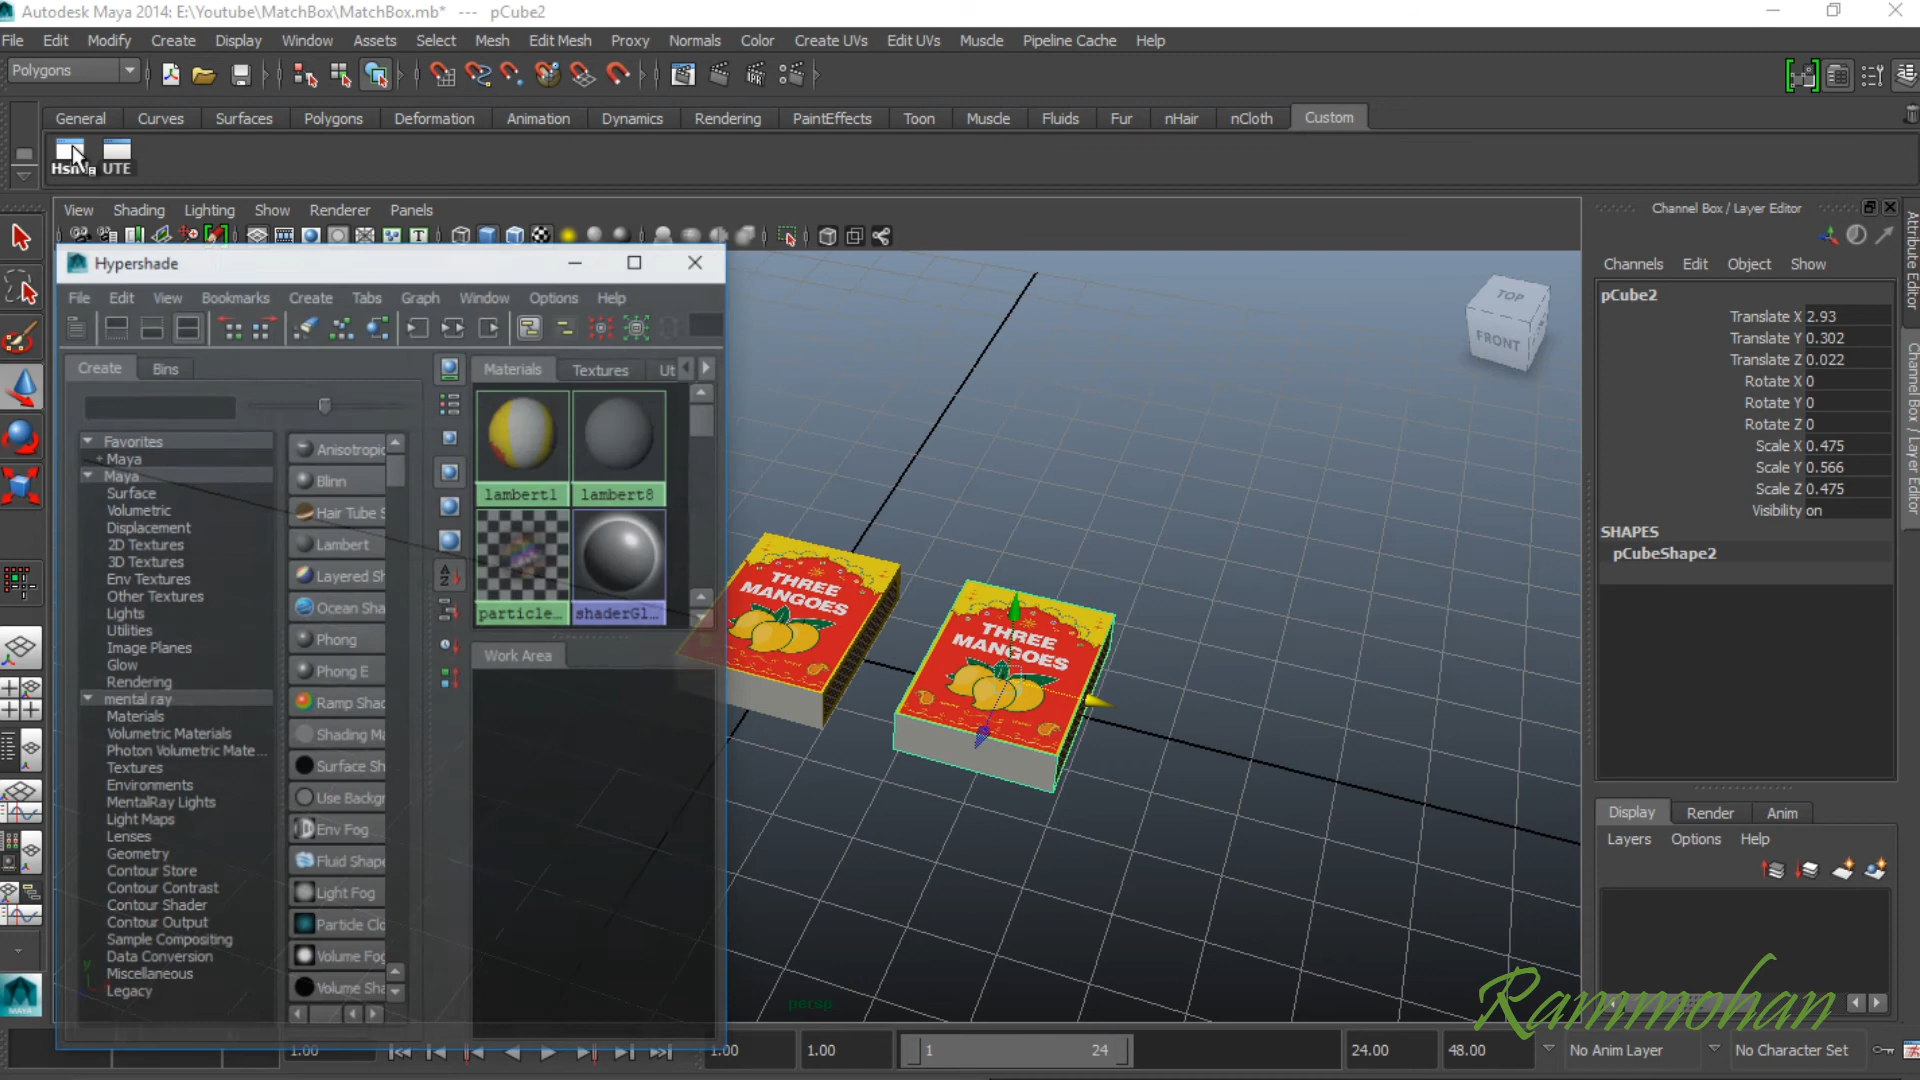 Autodesk Maya 2014: E:\Youtube\MatchBox\MatchBox.mb* --- pCube2
File Edit Modify Create Display Window Assets Select Mesh Edit Mesh Proxy Normals Color Create UVs Edit UVs Muscle Pipeline Cache Help
Polygons
General Curves Surfaces Polygons Deformation Animation Dynamics Rendering PaintEffects Toon Muscle Fluids Fur nHair nCloth Custom
UTE
View Shading Lighting Show Renderer Panels
Channel Box / Layer Editor
Hypershade
File Edit View Bookmarks Create Tabs Graph Window Options Help
Create Bins
Materials Textures Ut
lambert1 lambert8
particle... shaderGl...
Work Area
Favorites
+ Maya
Maya
Surface
Volumetric
Displacement
2D Textures
3D Textures
Env Textures
Other Textures
Lights
Utilities
Image Planes
Glow
Rendering
mental ray
Materials
Volumetric Materials
Photon Volumetric Mate...
Textures
Environments
MentalRay Lights
Light Maps
Lenses
Geometry
Contour Store
Contour Contrast
Contour Shader
Contour Output
Sample Compositing
Data Conversion
Miscellaneous
Legacy
Anisotropic
Blinn
Hair Tube S
Lambert
Layered Sh
Ocean Sha
Phong
Phong E
Ramp Shad
Shading Ma
Surface Sh
Use Backgr
Env Fog
Fluid Shape
Light Fog
Particle Clo
Volume Fog
Volume Sha
THREE
MANGOES
THREE
MANGOES
TOP
FRONT
persp
Channels Edit Object Show
pCube2
Translate X 2.93
Translate Y 0.302
Translate Z 0.022
Rotate X 0
Rotate Y 0
Rotate Z 0
Scale X 0.475
Scale Y 0.566
Scale Z 0.475
Visibility on
SHAPES
pCubeShape2
Attribute Editor
Channel Box / Layer Editor
Display Render Anim
Layers Options Help
Rammohan
1.00 1.00 1.00 1 24 24.00 48.00 No Anim Layer No Character Set
MAYA